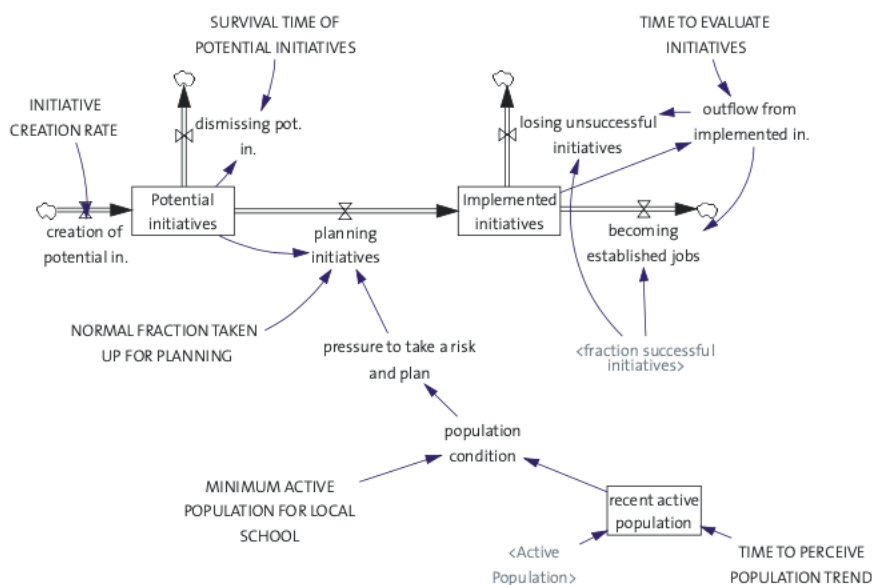 SURVIVAL TIME OF
POTENTIAL INITIATIVES
TIME TO EVALUATE
INITIATIVES
INITIATIVE
CREATION RATE
dismissing pot.
in.
losing unsuccessful
initiatives
outflow from
implemented in.
Potential
initiatives
Implemented
initiatives
creation of
potential in.
planning
initiatives
becoming
established jobs
NORMAL FRACTION TAKEN
UP FOR PLANNING
pressure to take a risk
and plan
<fraction successful
initiatives>
population
condition
MINIMUM ACTIVE
POPULATION FOR LOCAL
SCHOOL
recent active
population
<Active
Population>
TIME TO PERCEIVE
POPULATION TREND